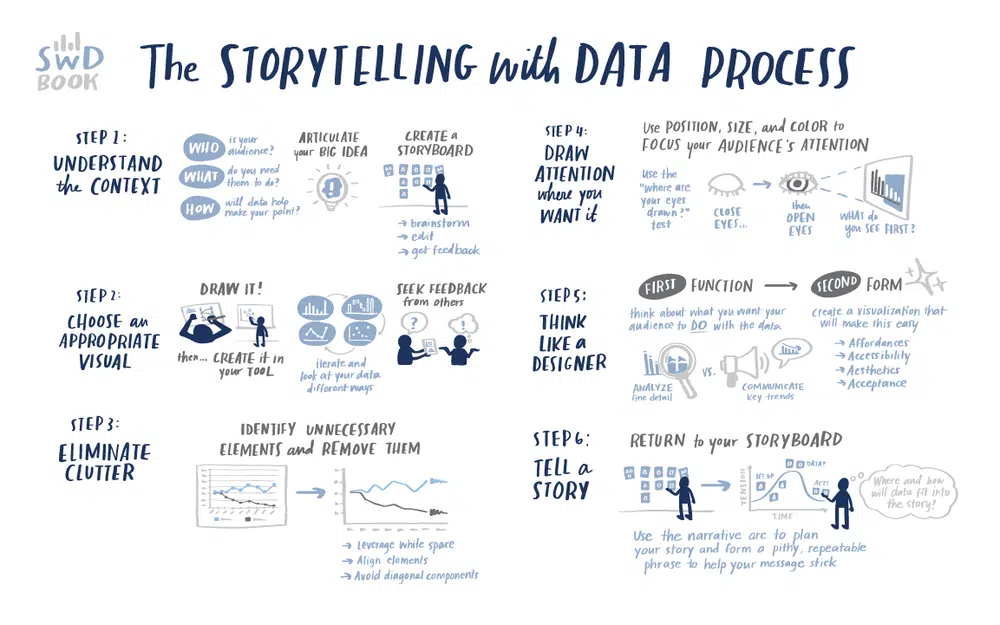 SWD
BOOK
The STORYTELLING with DATA PROCESS
STEP 1:
UNDERSTAND
the CONTEXT
WHO is your
audience?
WHAT do you need
them to do?
HOW will data help
make your point?
ARTICULATE
your BIG IDEA
CREATE a
STORYBOARD
→ brainstorm
→ edit
→ get feedback
STEP 2:
CHOOSE an
APPROPRIATE
VISUAL
DRAW IT!
then... CREATE it in
your TOOL
iterate and
look at your data
different ways
SEEK FEEDBACK
from others
?
!
STEP 3:
ELIMINATE
CLUTTER
IDENTIFY UNNECESSARY
ELEMENTS and REMOVE THEM
→ Leverage white space
→ Align elements
→ Avoid diagonal components
STEP 4:
DRAW
ATTENTION
where you
WANT it
Use POSITION, SIZE, and COLOR to
FOCUS your AUDIENCE'S ATTENTION
Use the
"where are
your eyes
drawn?"
test
CLOSE
EYES...
then
OPEN
EYES
WHAT do
you SEE FIRST?
STEP 5:
THINK
LIKE a
DESIGNER
FIRST FUNCTION
think about what you want your
audience to DO with the data
ANALYZE
fine detail
VS.
COMMUNICATE
key trends
SECOND FORM
Create a visualization that
will make this easy
→ Affordances
→ Accessibility
→ Aesthetics
→ Acceptance
STEP 6:
TELL a
STORY
RETURN to your STORYBOARD
TENSION
TIME
SET UP
DATA!
ACT!
Where and how
will data fit into
the story?
Use the narrative arc to plan
your story and form a pithy, repeatable
phrase to help your message stick